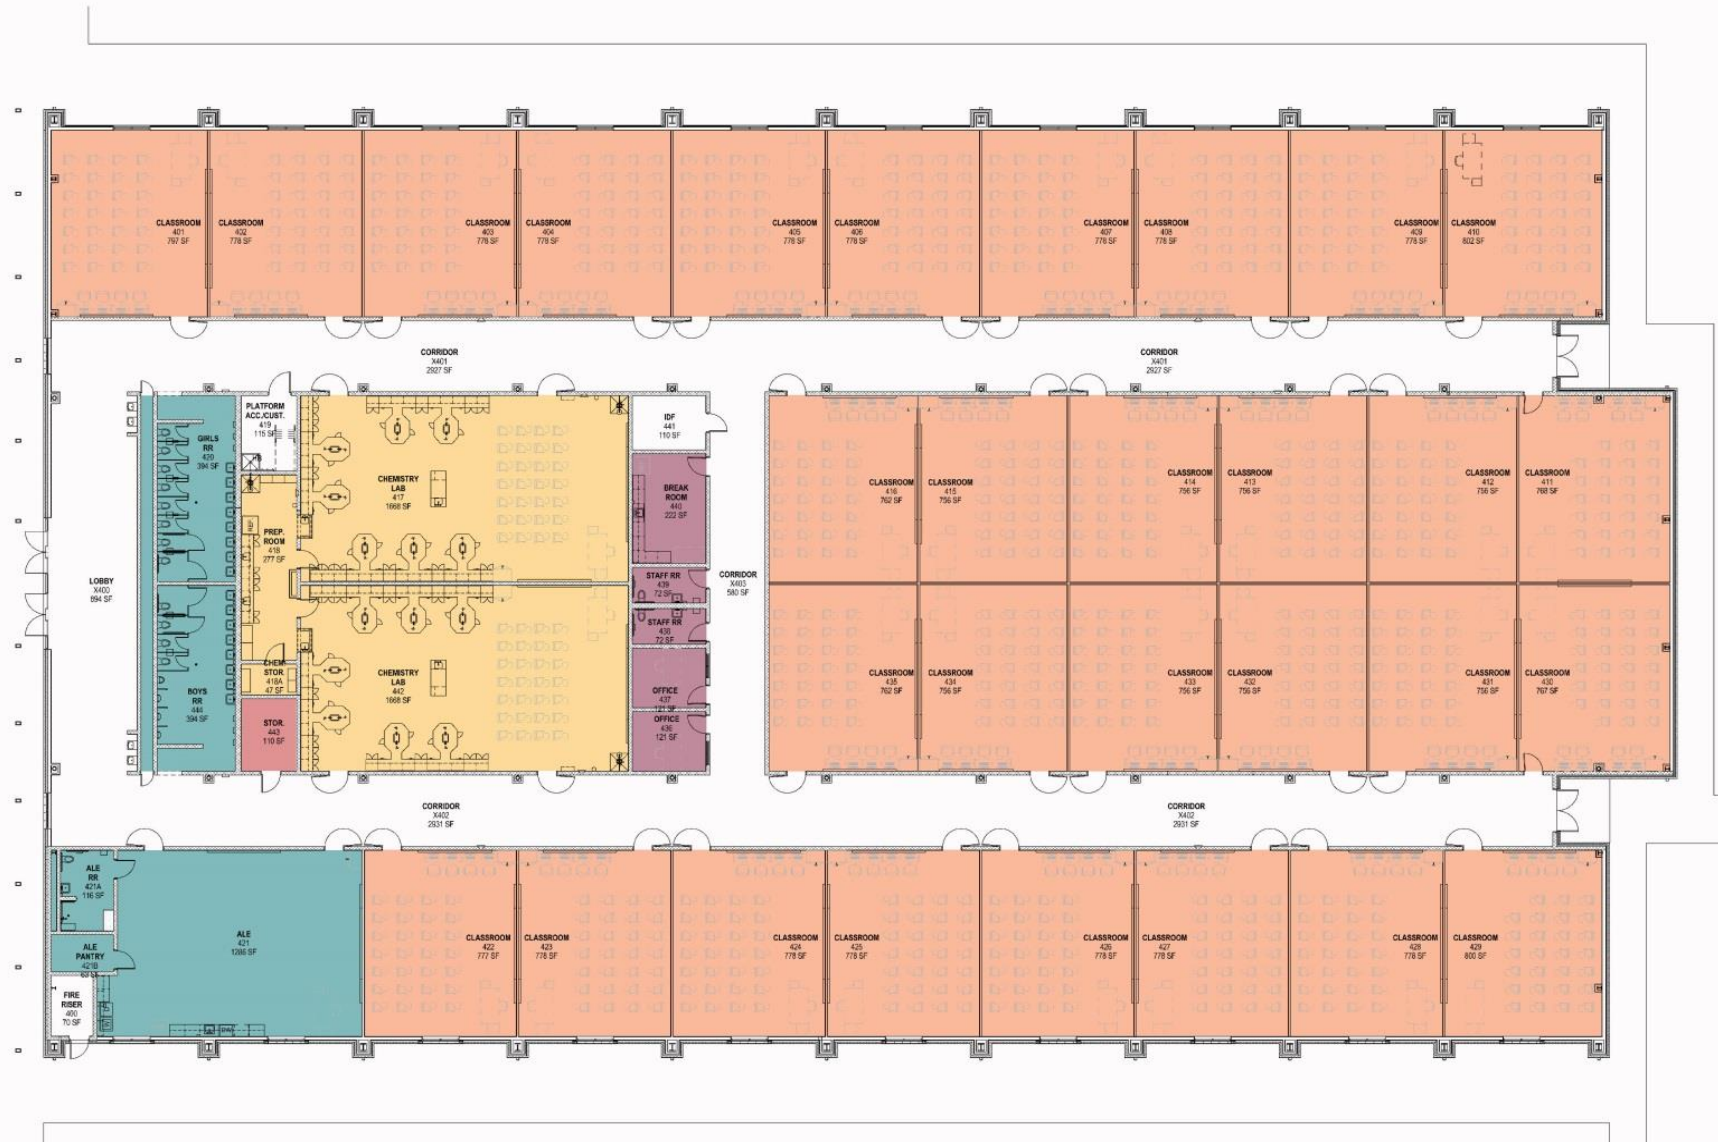 CLASSROOM
401
797 SF
CLASSROOM
402
778 SF
CLASSROOM
403
778 SF
CLASSROOM
404
778 SF
CLASSROOM
405
778 SF
CLASSROOM
406
778 SF
CLASSROOM
407
778 SF
CLASSROOM
408
778 SF
CLASSROOM
409
778 SF
CLASSROOM
410
802 SF
CORRIDOR
X401
2927 SF
CORRIDOR
X401
2927 SF
LOBBY
X400
894 SF
GIRLS
RR
420
394 SF
PLATFORM
ACC./CUST.
419
115 SF
PREP.
ROOM
418
277 SF
REF.
CHEMISTRY
LAB
417
1668 SF
IDF
441
110 SF
BREAK
ROOM
440
222 SF
STAFF RR
439
72 SF
STAFF RR
438
72 SF
CORRIDOR
X403
580 SF
CLASSROOM
416
762 SF
CLASSROOM
415
756 SF
CLASSROOM
414
756 SF
CLASSROOM
413
756 SF
CLASSROOM
412
756 SF
CLASSROOM
411
768 SF
BOYS
RR
444
394 SF
CHEM
STOR.
418A
47 SF
STOR.
443
110 SF
CHEMISTRY
LAB
442
1668 SF
OFFICE
437
121 SF
OFFICE
436
121 SF
CLASSROOM
435
762 SF
CLASSROOM
434
756 SF
CLASSROOM
433
756 SF
CLASSROOM
432
756 SF
CLASSROOM
431
756 SF
CLASSROOM
430
767 SF
CORRIDOR
X402
2931 SF
CORRIDOR
X402
2931 SF
ALE
RR
421A
116 SF
ALE
PANTRY
421B
FIRE
RISER
460
70 SF
ALE
421
1286 SF
CLASSROOM
422
777 SF
CLASSROOM
423
778 SF
CLASSROOM
424
778 SF
CLASSROOM
425
778 SF
CLASSROOM
426
778 SF
CLASSROOM
427
778 SF
CLASSROOM
428
778 SF
CLASSROOM
429
800 SF